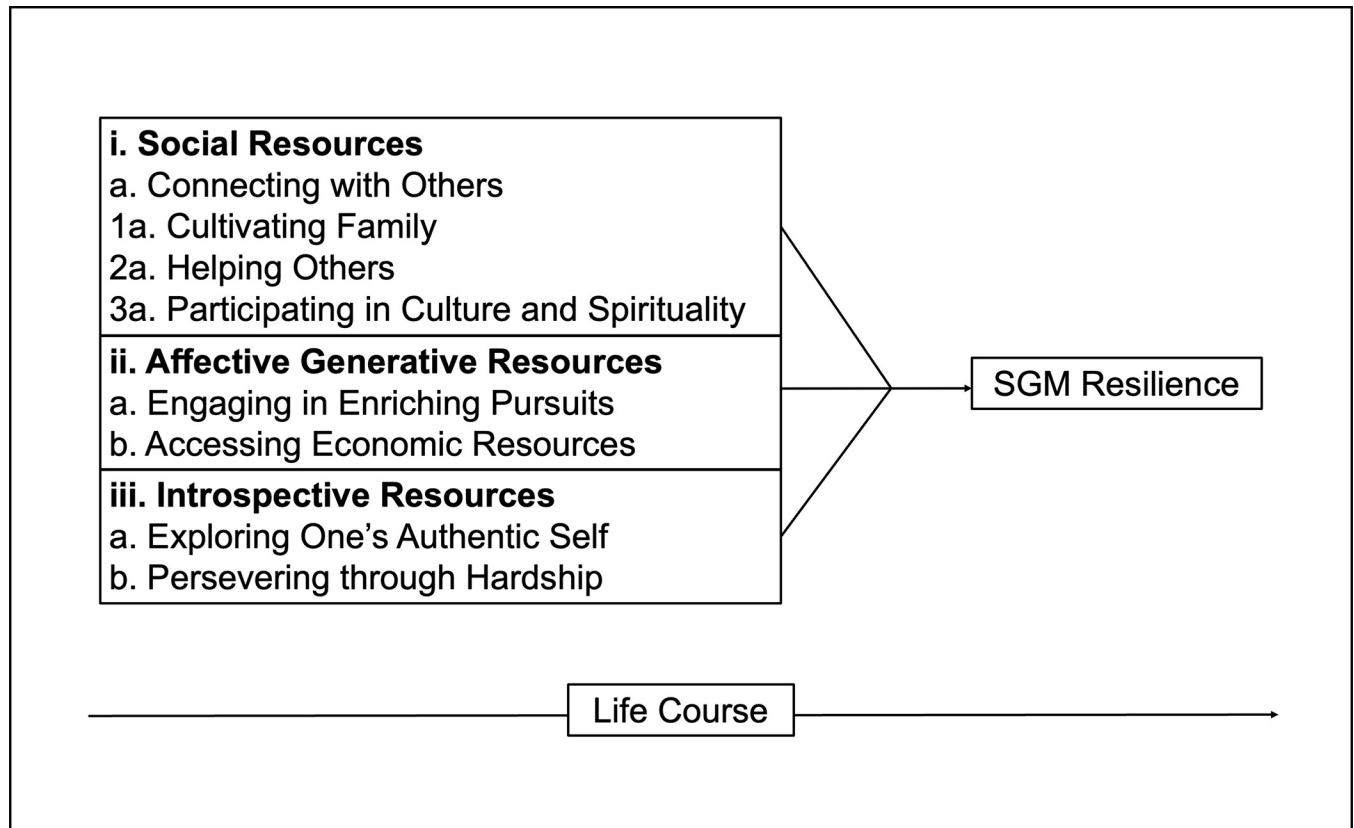 i. Social Resources
a. Connecting with Others
1a. Cultivating Family
2a. Helping Others
3a. Participating in Culture and Spirituality
ii. Affective Generative Resources
a. Engaging in Enriching Pursuits
b. Accessing Economic Resources
iii. Introspective Resources
a. Exploring One’s Authentic Self
b. Persevering through Hardship
SGM Resilience
Life Course